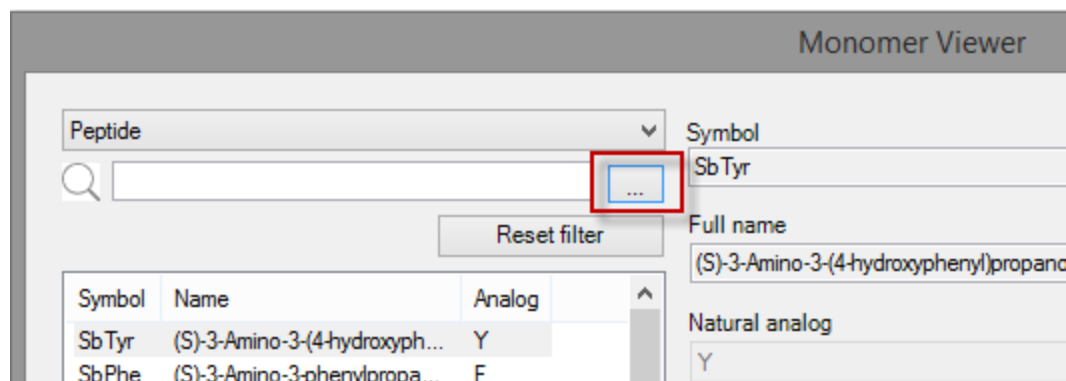 Monomer Viewer
Peptide
Symbol
SbTyr
...
Reset filter
Full name
(S)-3-Amino-3-(4-hydroxyphenyl)propano
Symbol Name Analog
Natural analog
SbTyr (S)-3-Amino-3-(4-hydroxyph... Y
Y
SbPhe (S)-3-Amino-3-phenylpropa... F